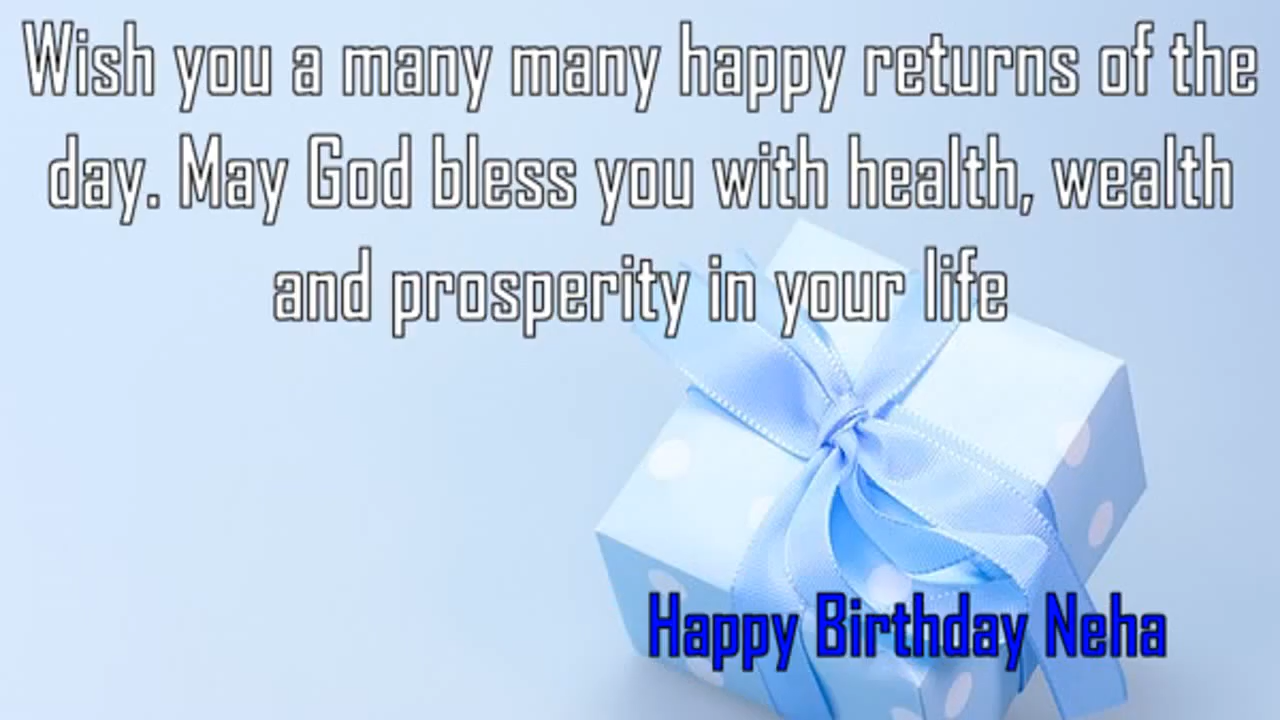 Wish you a many many happy returns of the
day. May God bless you with health, wealth
and prosperity in your life
Happy Birthday Neha